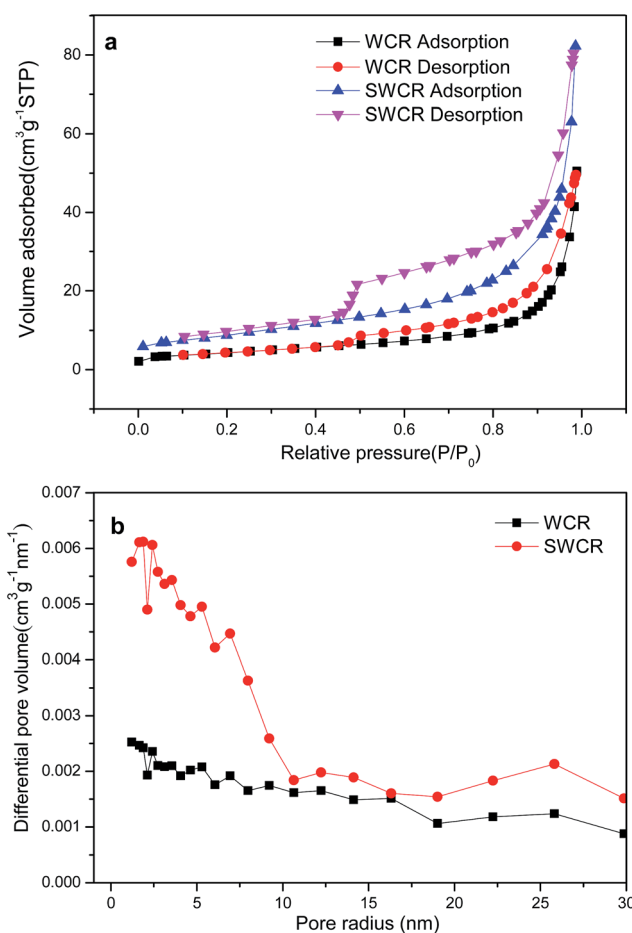 a
WCR Adsorption
WCR Desorption
SWCR Adsorption
SWCR Desorption
Volume adsorbed(cm³g⁻¹STP)
80
60
40
20
0
0.0 0.2 0.4 0.6 0.8 1.0
Relative pressure(P/P₀)
b
WCR
SWCR
Differential pore volume(cm³g⁻¹nm⁻¹)
0.007
0.006
0.005
0.004
0.003
0.002
0.001
0.000
0 5 10 15 20 25 30
Pore radius (nm)